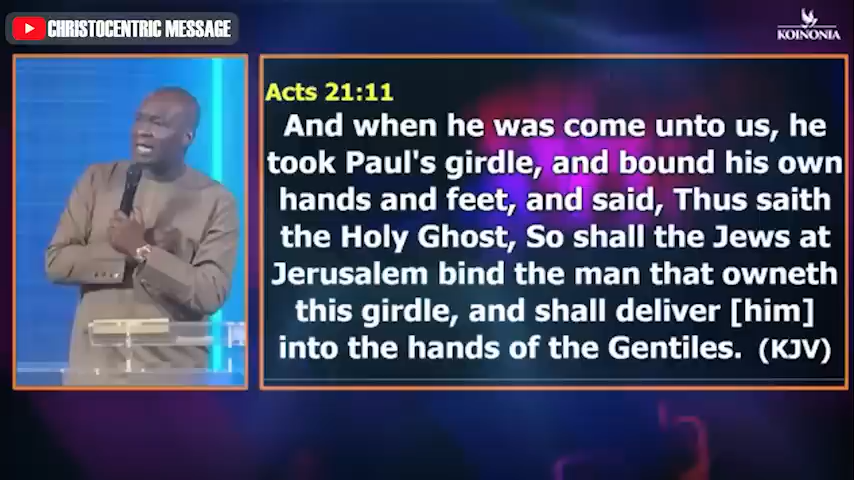 CHRISTOCENTRIC MESSAGE
KOINONIA
Acts 21:11
And when he was come unto us, he
took Paul's girdle, and bound his own
hands and feet, and said, Thus saith
the Holy Ghost, So shall the Jews at
Jerusalem bind the man that owneth
this girdle, and shall deliver [him]
into the hands of the Gentiles. (KJV)